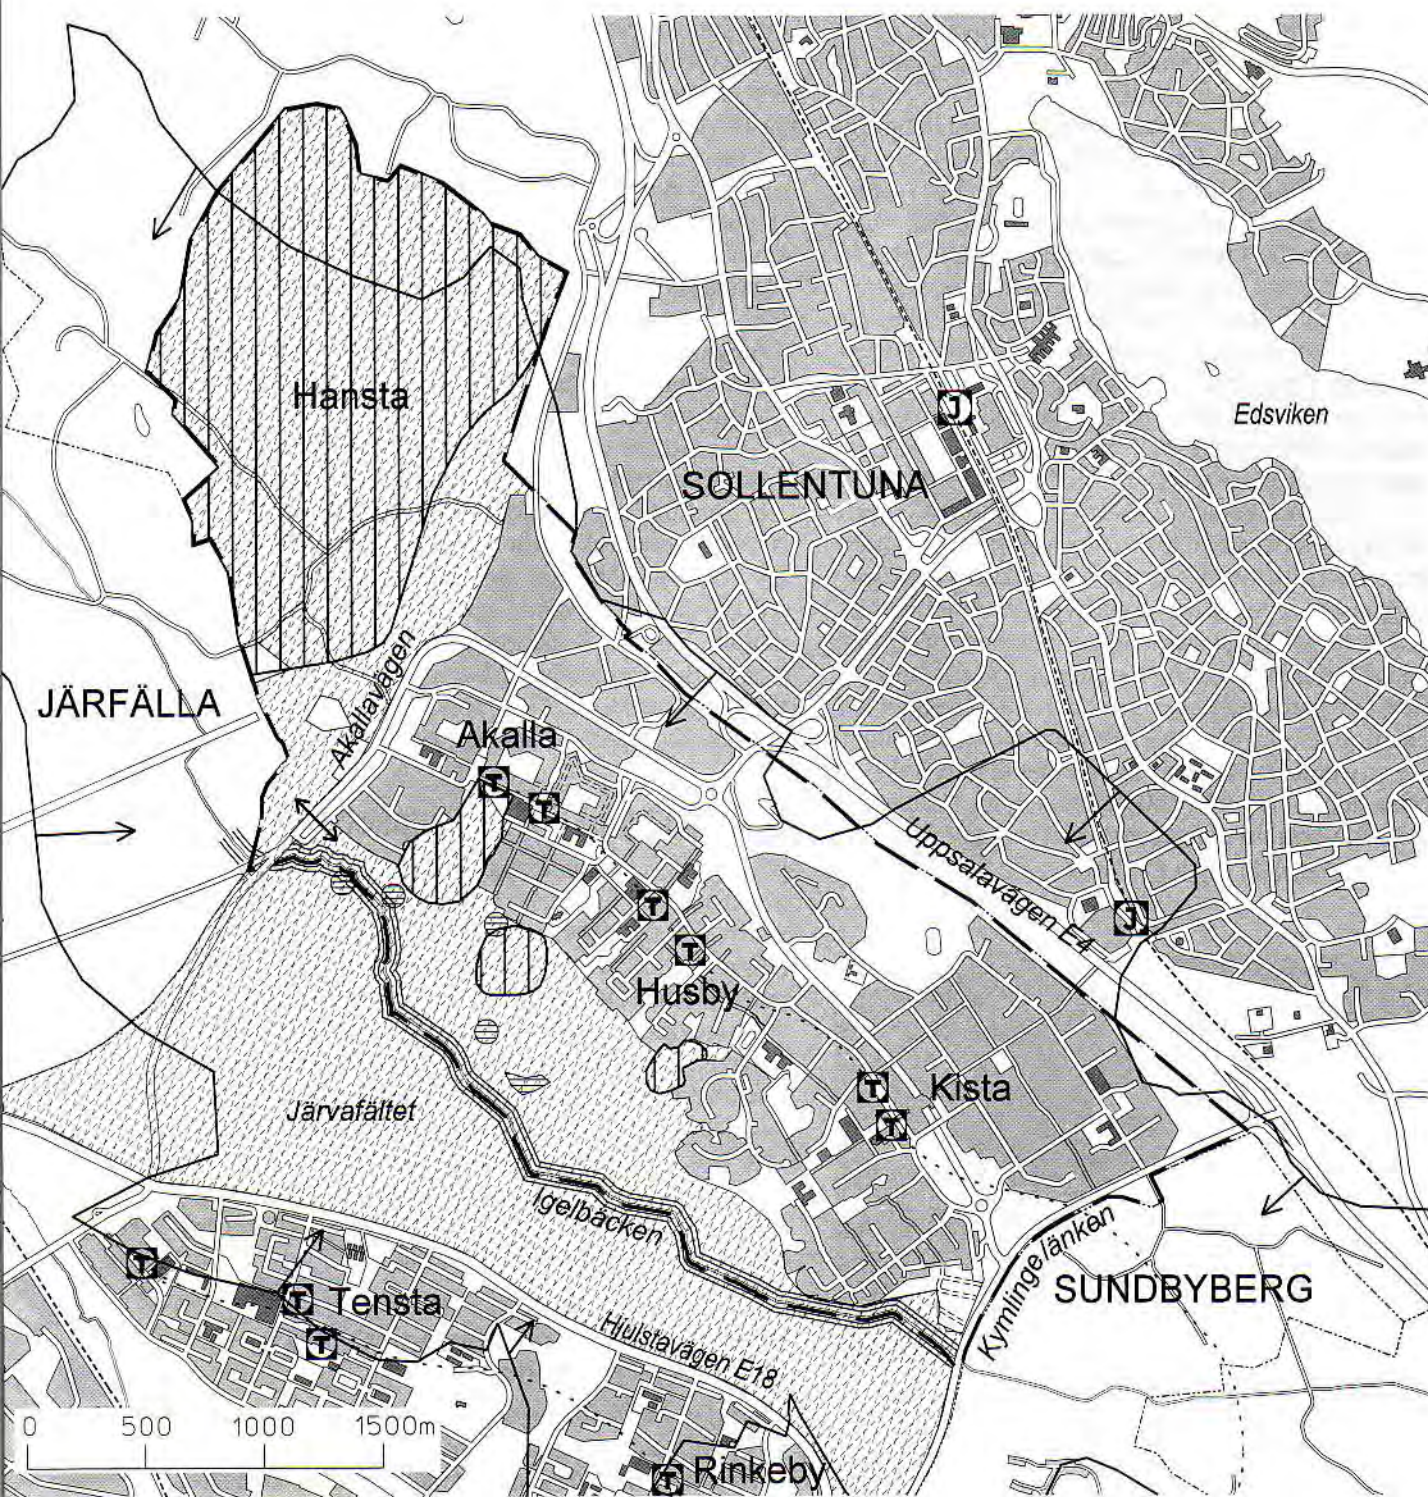 Hansta
Edsviken
J
SOLLENTUNA
JÄRFÄLLA
Akallavägen
Akalla
T
T
Uppsalavägen E4
T
J
T
Husby
T
Kista
Järvafältet
T
Igelbäcken
Kymlingelänken
T
SUNDBYBERG
T
Tensta
T
Hjulstavägen E18
0 500 1000 1500m
T
Rinkeby